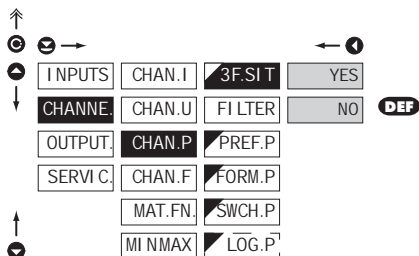 INPUTS CHAN.I 3F.SIT YES
CHANNE. CHAN.U FILTER NO DEF
OUTPUT. CHAN.P PREF.P
SERVIC. CHAN.F FORM.P
MAT.FN. SWCH.P
MINMAX LOG.P